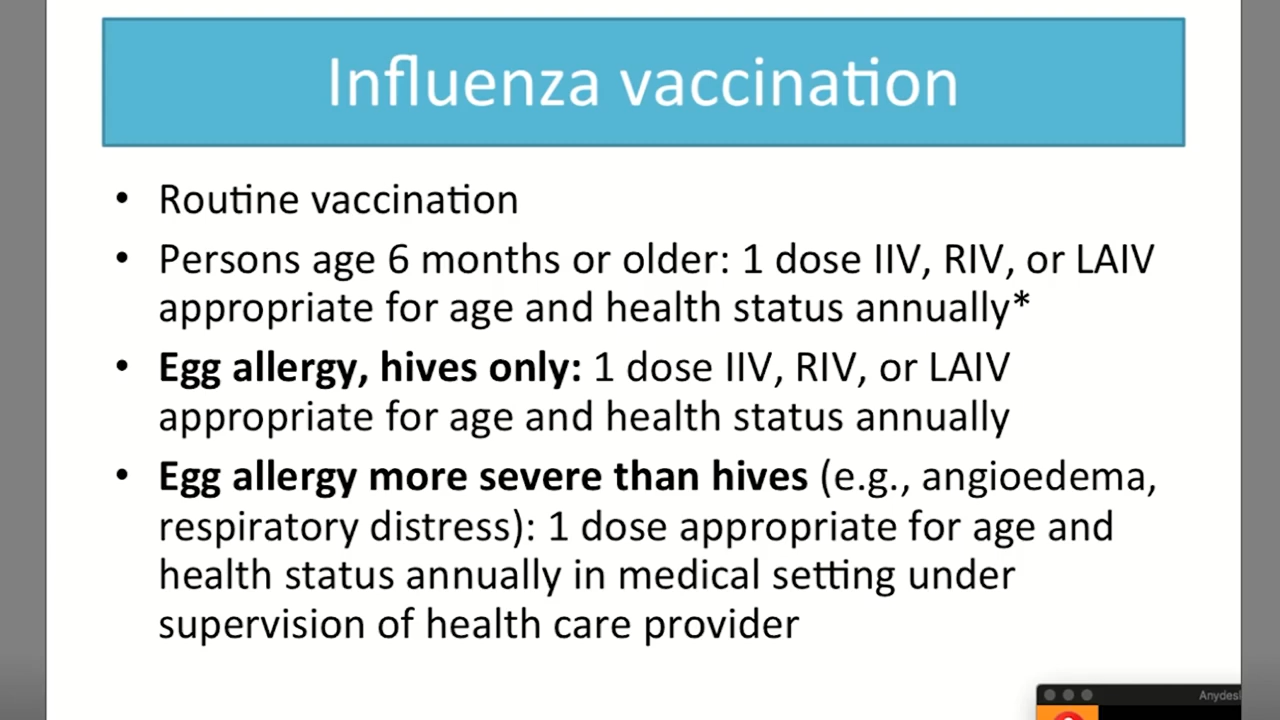 Influenza vaccination
• Routine vaccination
• Persons age 6 months or older: 1 dose IIV, RIV, or LAIV
appropriate for age and health status annually*
• Egg allergy, hives only: 1 dose IIV, RIV, or LAIV
appropriate for age and health status annually
• Egg allergy more severe than hives (e.g., angioedema,
respiratory distress): 1 dose appropriate for age and
health status annually in medical setting under
supervision of health care provider